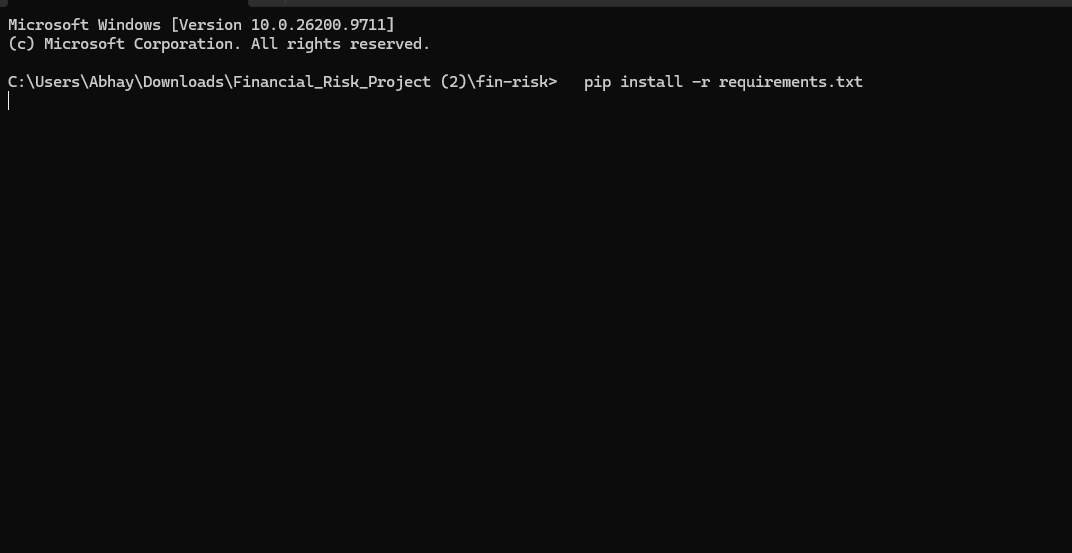 Microsoft Windows [Version 10.0.26200.9711]
(c) Microsoft Corporation. All rights reserved.
C:\Users\Abhay\Downloads\Financial_Risk_Project (2)\fin-risk>   pip install -r requirements.txt